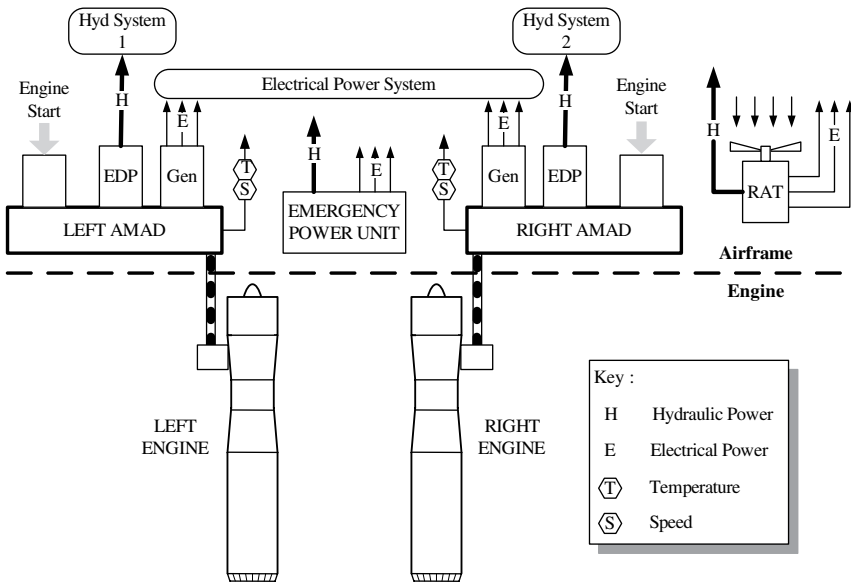 Hyd System
1
Hyd System
2
Electrical Power System
Engine
Start
H
E
H
E
H
E
Engine
Start
H
E
EDP
Gen
T
S
EMERGENCY
POWER UNIT
T
S
Gen
EDP
RAT
LEFT AMAD
RIGHT AMAD
Airframe
Engine
LEFT
ENGINE
RIGHT
ENGINE
Key :
H Hydraulic Power
E Electrical Power
T Temperature
S Speed